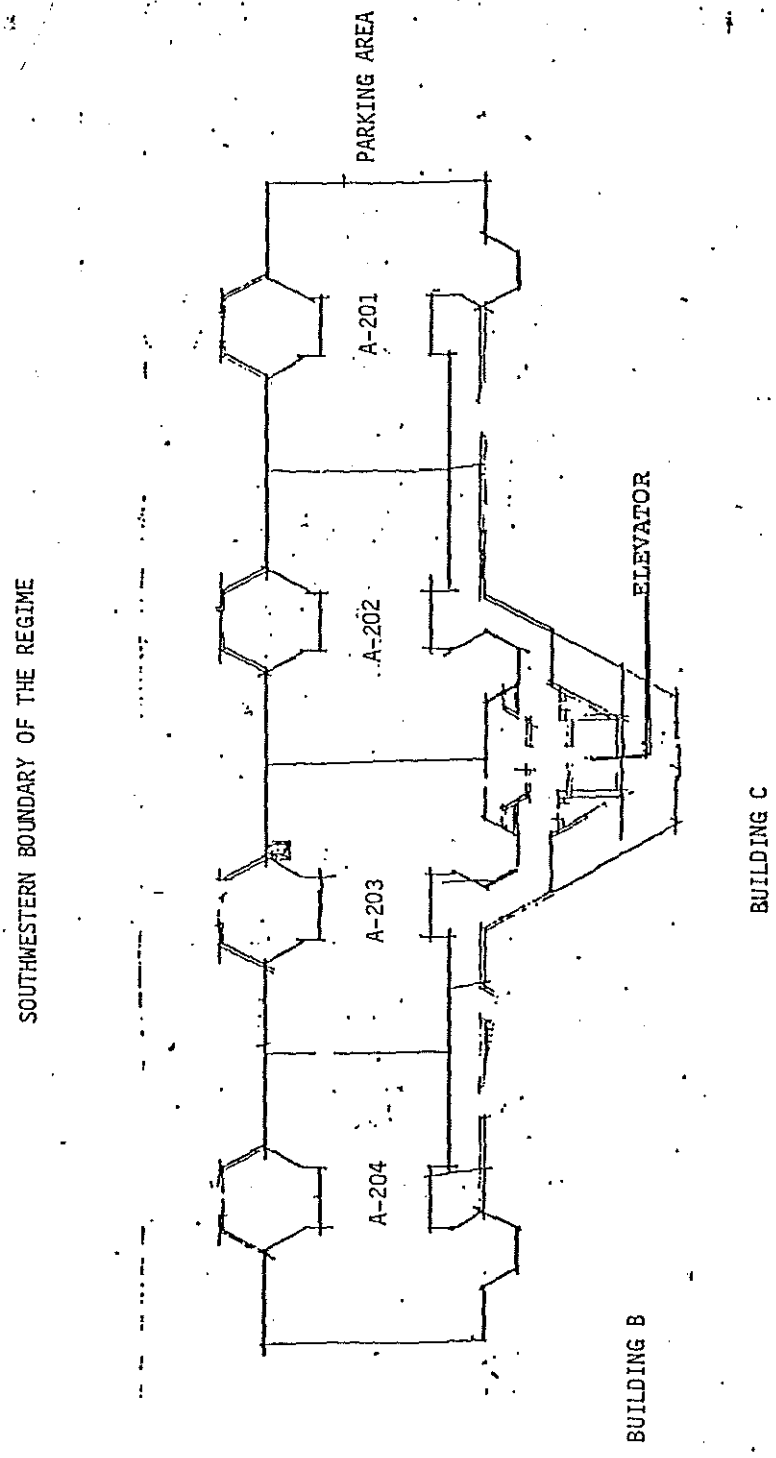 SOUTHWESTERN BOUNDARY OF THE REGIME
A-204
A-203
A-202
A-201
PARKING AREA
ELEVATOR
BUILDING B
BUILDING C